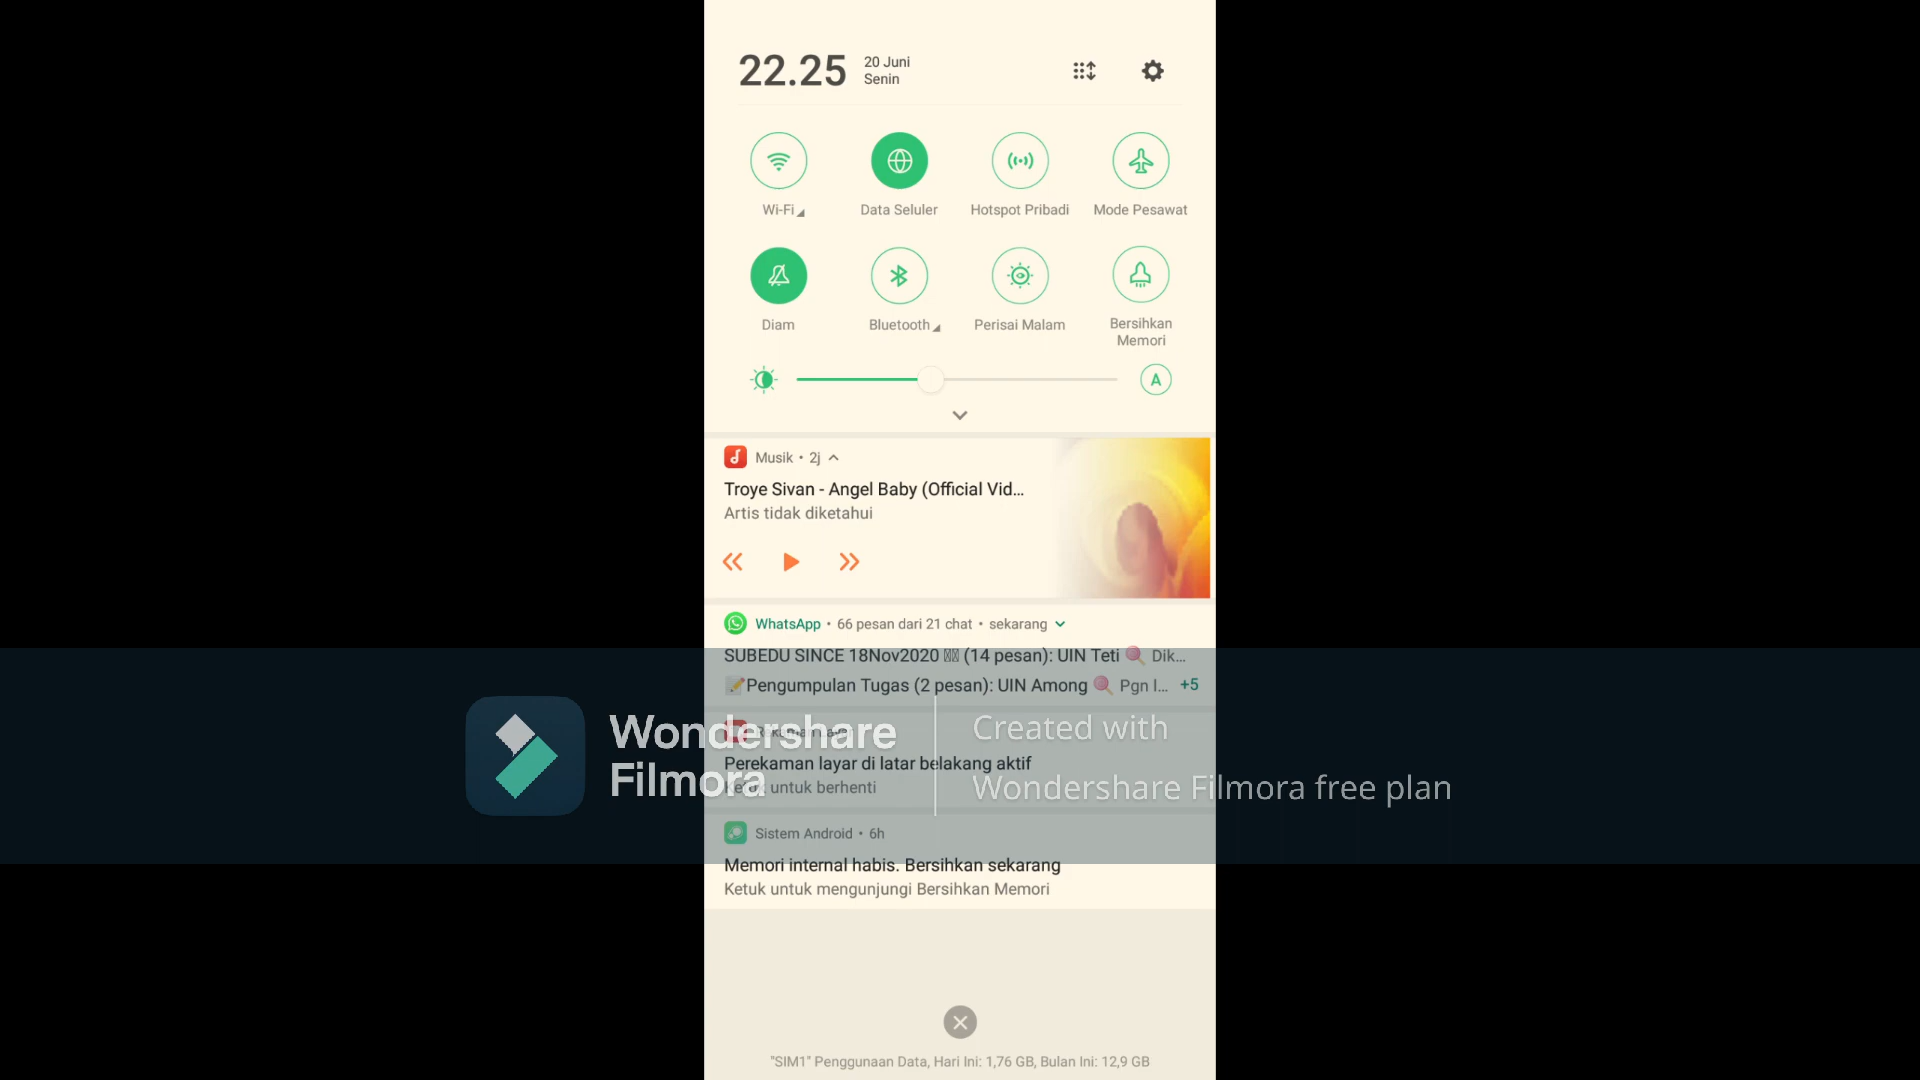 22.25
20 Juni
Senin
Wi-Fi
Data Seluler
Hotspot Pribadi
Mode Pesawat
Diam
Bluetooth
Perisai Malam
Bersihkan
Memori
A
Musik • 2j
Troye Sivan - Angel Baby (Official Vid...
Artis tidak diketahui
WhatsApp • 66 pesan dari 21 chat • sekarang
SUBEDU SINCE 18Nov2020 (14 pesan): UIN Teti 🍭 Dik...
📝Pengumpulan Tugas (2 pesan): UIN Among 🍭 Pgn I... +5
Wondershare
Filmora
Created with
Wondershare Filmora free plan
Perekaman layar di latar belakang aktif
Ketuk untuk berhenti
Sistem Android • 6h
Memori internal habis. Bersihkan sekarang
Ketuk untuk mengunjungi Bersihkan Memori
"SIM1" Penggunaan Data, Hari Ini: 1,76 GB, Bulan Ini: 12,9 GB